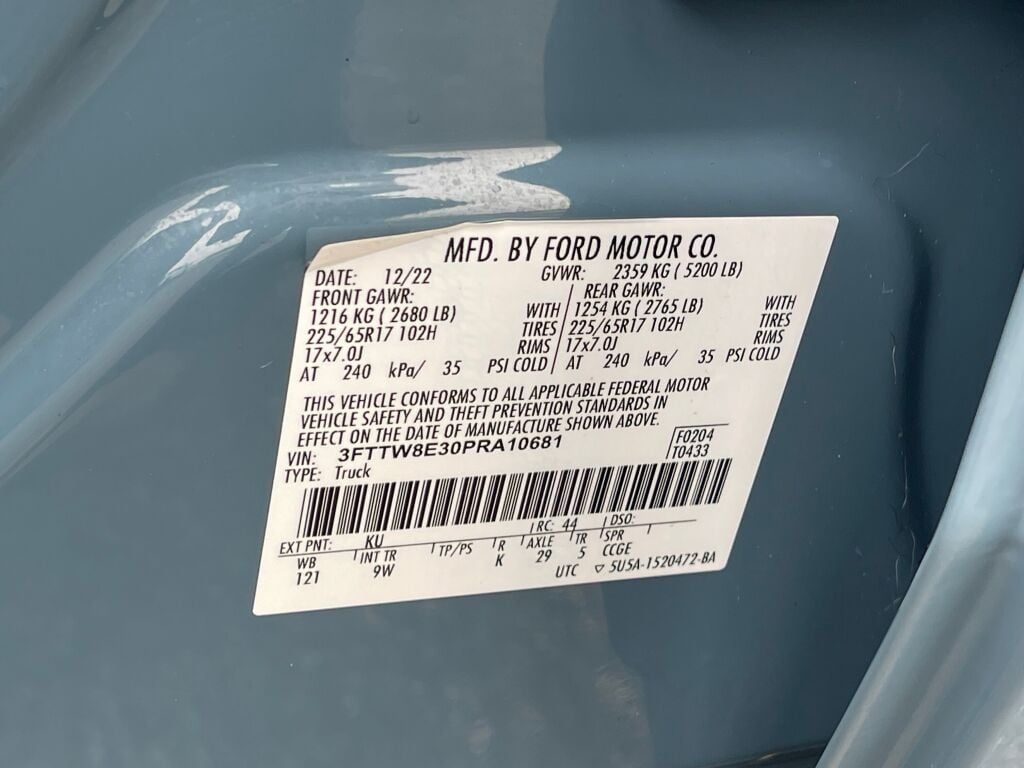 MFD. BY FORD MOTOR CO.
DATE: 12/22 GVWR: 2359 KG ( 5200 LB)
FRONT GAWR: REAR GAWR:
1216 KG ( 2680 LB) WITH 1254 KG ( 2765 LB) WITH
225/65R17 102H TIRES 225/65R17 102H TIRES
17x7.0J RIMS 17x7.0J RIMS
AT 240 kPa/ 35 PSI COLD AT 240 kPa/ 35 PSI COLD
THIS VEHICLE CONFORMS TO ALL APPLICABLE FEDERAL MOTOR
VEHICLE SAFETY AND THEFT PREVENTION STANDARDS IN
EFFECT ON THE DATE OF MANUFACTURE SHOWN ABOVE.
VIN: 3FTTW8E30PRA10681 F0204
TYPE: Truck T0433
EXT PNT: KU RC: 44 DSO:
WB INT TR TP/PS R AXLE TR SPR
121 9W K 29 5 CCGE
UTC ▽ 5U5A-1520472-BA